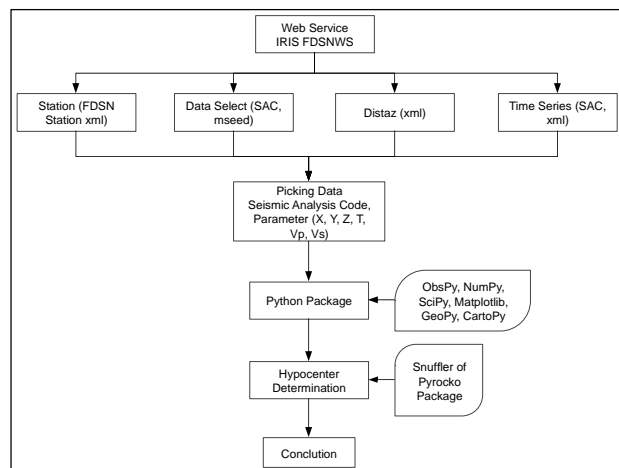 Web Service
IRIS FDSNWS
Station (FDSN
Station xml)
Data Select (SAC,
mseed)
Distaz (xml)
Time Series (SAC,
xml)
Picking Data
Seismic Analysis Code,
Parameter (X, Y, Z, T,
Vp, Vs)
Python Package
ObsPy, NumPy,
SciPy, Matplotlib,
GeoPy, CartoPy
Hypocenter
Determination
Snuffler of
Pyrocko
Package
Conclution